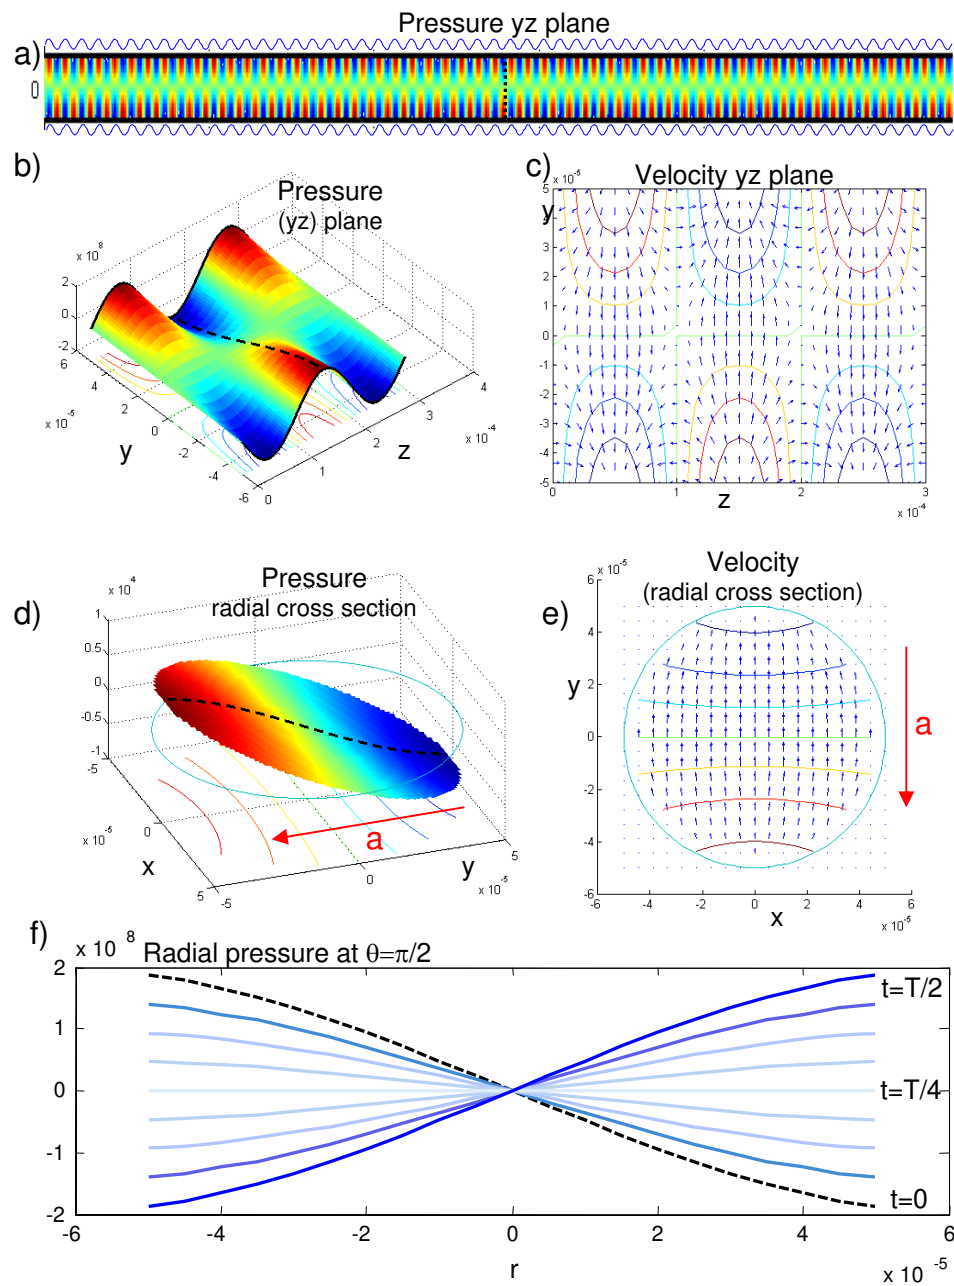 Pressure yz plane
a)
0
b)
Pressure
(yz) plane
x 10 8
2
0
-2
6
4
2
0
-2
-4
-6
x 10 -5
y
0
1
2
3
4
x 10 -4
z
c)
Velocity yz plane
x 10 -5
y
5
4
3
2
1
0
-1
-2
-3
-4
-5
0
1
2
3
z
x 10 -4
d)
Pressure
radial cross section
x 10 4
1
0.5
0
-0.5
-1
-5
0
5
x 10 -5
x
-5
0
5
x 10 -5
y
a
e)
Velocity
(radial cross section)
x 10 -5
6
4
2
0
-2
-4
-6
y
-6
-4
-2
0
2
4
6
x
x 10 -5
a
f)
x 10 8
Radial pressure at θ=π/2
2
1
0
-1
-2
t=T/2
t=T/4
t=0
-6
-4
-2
0
2
4
6
r
x 10 -5